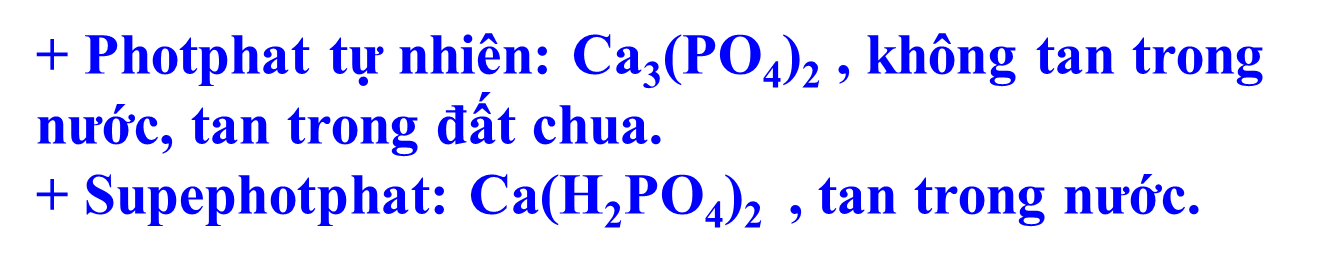 + Photphat tự nhiên: Ca₃(PO₄)₂ , không tan trong
nước, tan trong đất chua.
+ Supephotphat: Ca(H₂PO₄)₂ , tan trong nước.